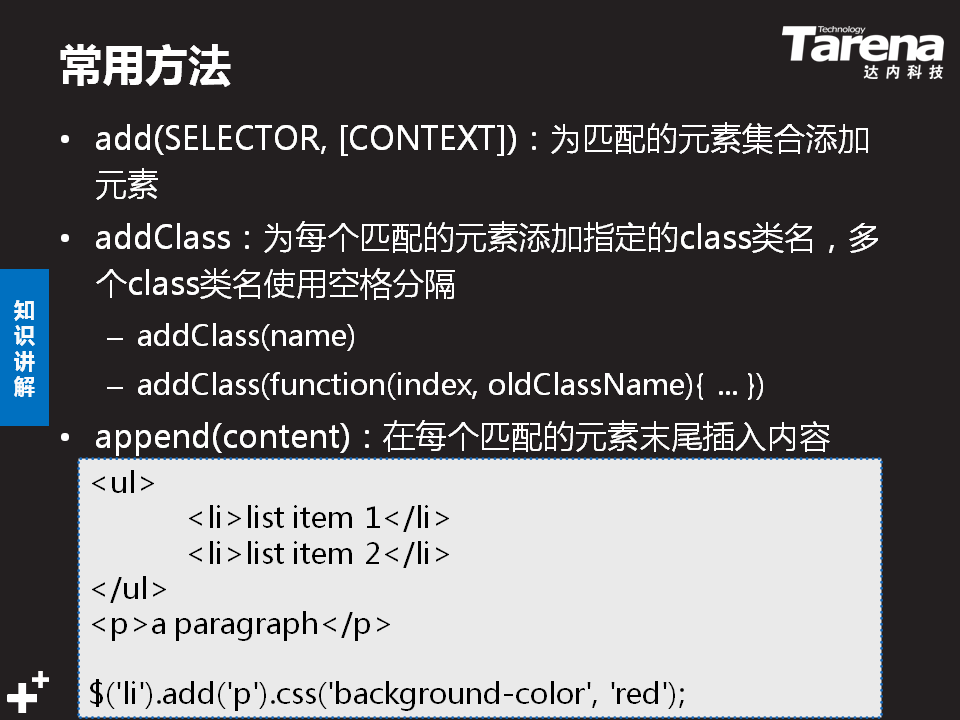 常用方法
Technology
Tarena
达内科技
• add(SELECTOR, [CONTEXT])：为匹配的元素集合添加
元素
• addClass：为每个匹配的元素添加指定的class类名，多
个class类名使用空格分隔
– addClass(name)
– addClass(function(index, oldClassName){ ... })
• append(content)：在每个匹配的元素末尾插入内容
知
识
讲
解
<ul>
<li>list item 1</li>
<li>list item 2</li>
</ul>
<p>a paragraph</p>
$('li').add('p').css('background-color', 'red');